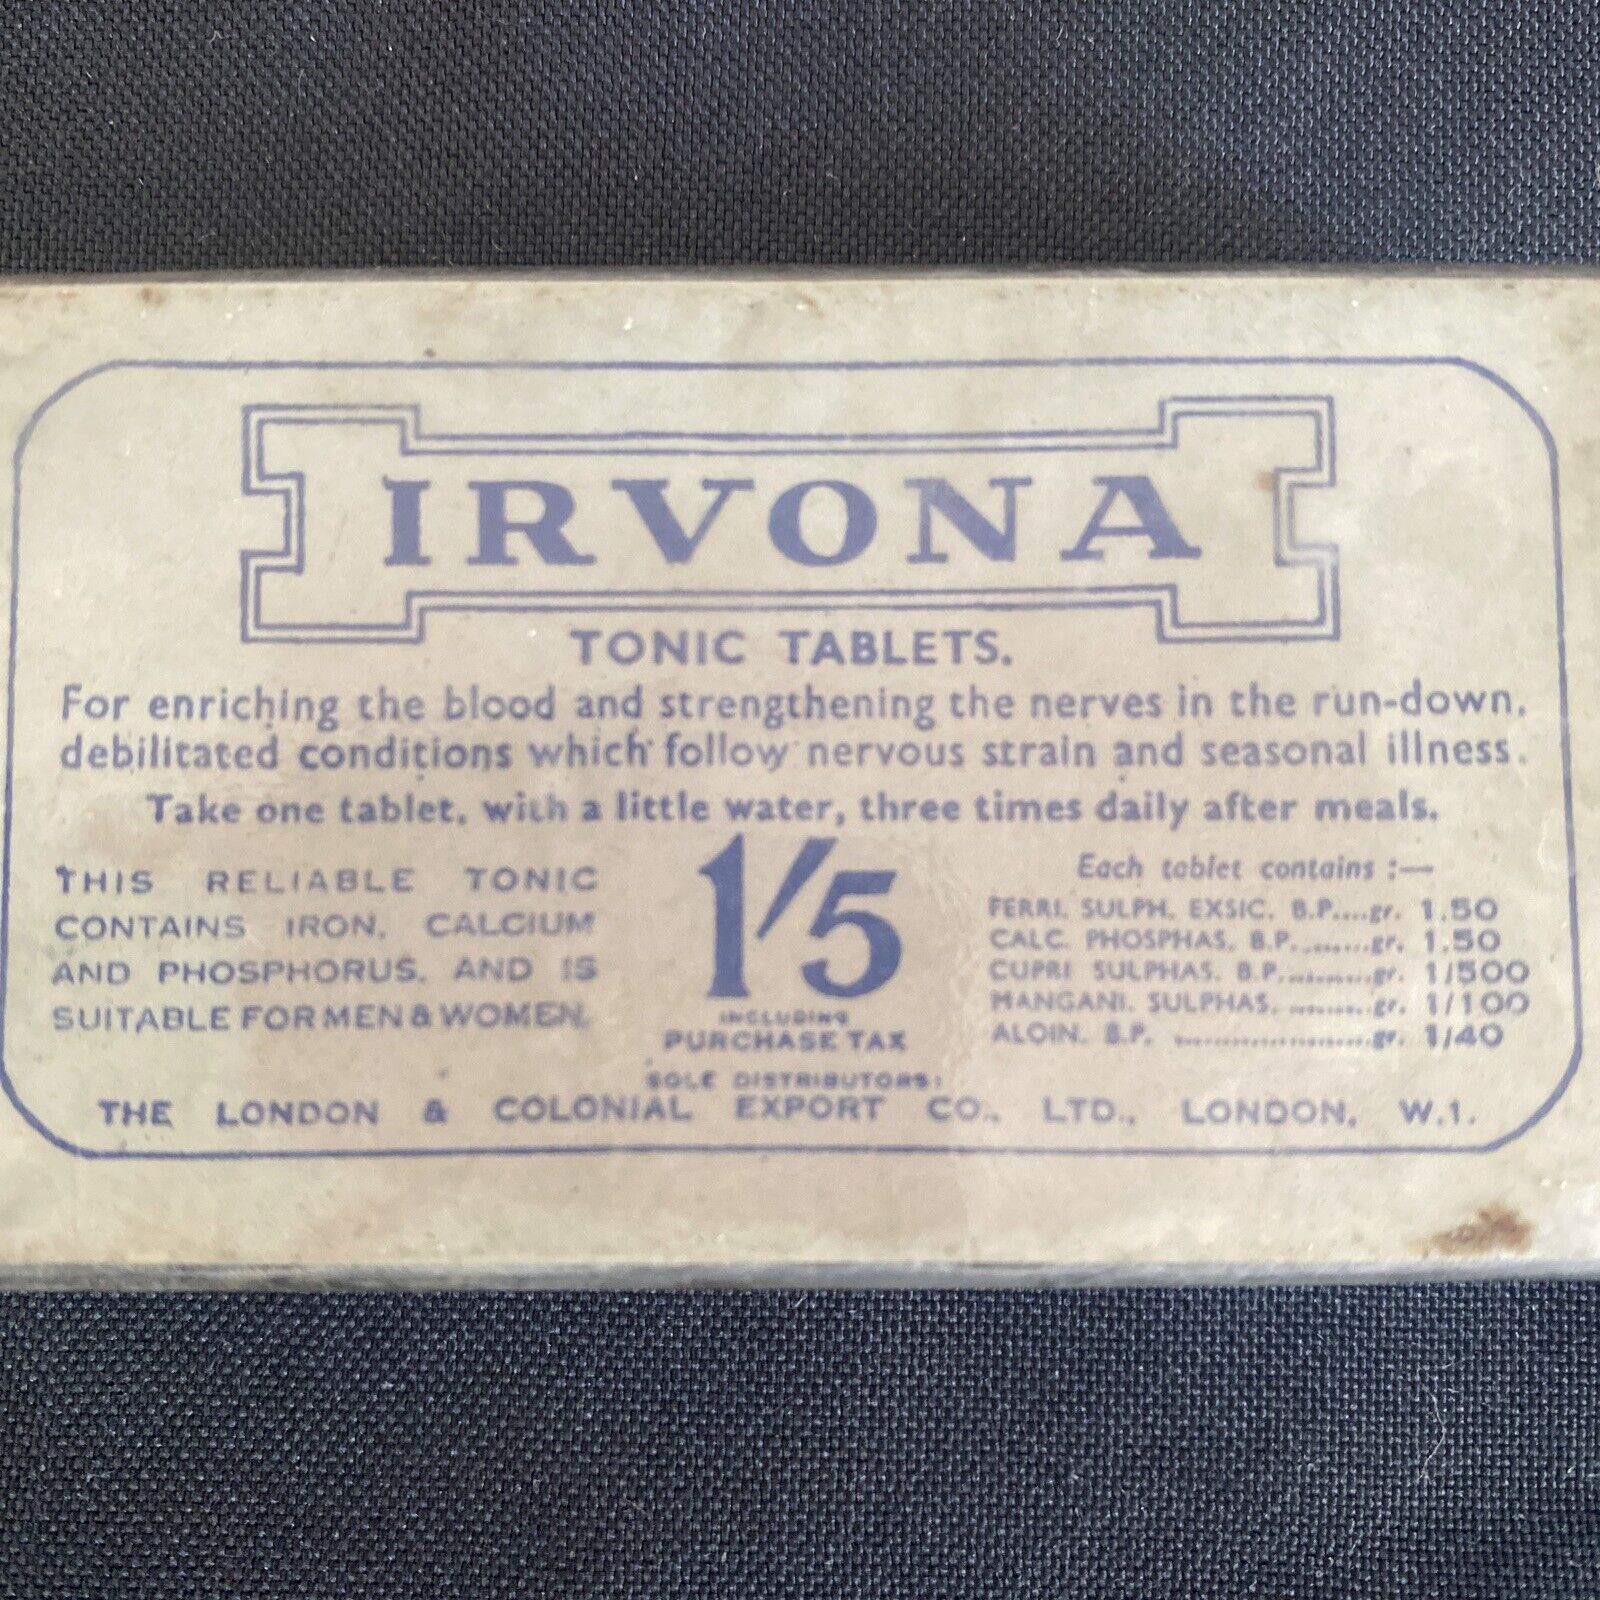 IRVONA
TONIC TABLETS.
For enriching the blood and strengthening the nerves in the run-down,
debilitated conditions which follow nervous strain and seasonal illness.
Take one tablet, with a little water, three times daily after meals.
THIS RELIABLE TONIC
CONTAINS IRON, CALCIUM
AND PHOSPHORUS, AND IS
SUITABLE FOR MEN & WOMEN.
1/5
INCLUDING
PURCHASE TAX
Each tablet contains :—
FERRI. SULPH. EXSIC. B.P.....gr. 1.50
CALC. PHOSPHAS. B.P. .........gr. 1.50
CUPRI SULPHAS. B.P............gr. 1/500
MANGANI. SULPHAS. ...........gr. 1/100
ALOIN. B.P. ........................gr. 1/40
SOLE DISTRIBUTORS:
THE LONDON & COLONIAL EXPORT CO., LTD., LONDON, W.1.